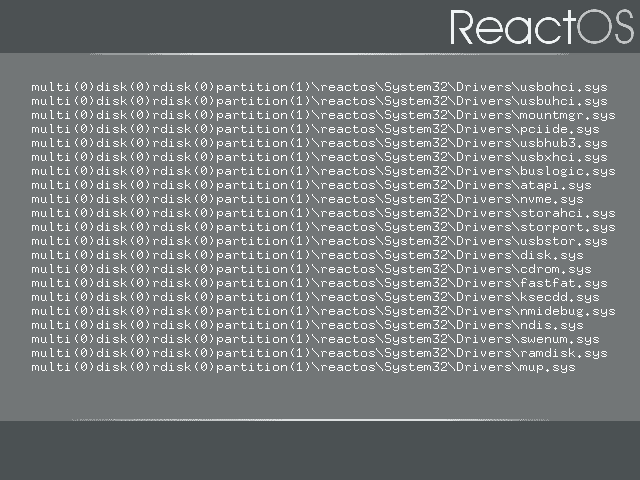 ReactOS
multi(0)disk(0)rdisk(0)partition(1)\reactos\System32\Drivers\usbohci.sys
multi(0)disk(0)rdisk(0)partition(1)\reactos\System32\Drivers\usbuhci.sys
multi(0)disk(0)rdisk(0)partition(1)\reactos\System32\Drivers\mountmgr.sys
multi(0)disk(0)rdisk(0)partition(1)\reactos\System32\Drivers\pciide.sys
multi(0)disk(0)rdisk(0)partition(1)\reactos\System32\Drivers\usbhub3.sys
multi(0)disk(0)rdisk(0)partition(1)\reactos\System32\Drivers\usbxhci.sys
multi(0)disk(0)rdisk(0)partition(1)\reactos\System32\Drivers\buslogic.sys
multi(0)disk(0)rdisk(0)partition(1)\reactos\System32\Drivers\atapi.sys
multi(0)disk(0)rdisk(0)partition(1)\reactos\System32\Drivers\nvme.sys
multi(0)disk(0)rdisk(0)partition(1)\reactos\System32\Drivers\storahci.sys
multi(0)disk(0)rdisk(0)partition(1)\reactos\System32\Drivers\storport.sys
multi(0)disk(0)rdisk(0)partition(1)\reactos\System32\Drivers\usbstor.sys
multi(0)disk(0)rdisk(0)partition(1)\reactos\System32\Drivers\disk.sys
multi(0)disk(0)rdisk(0)partition(1)\reactos\System32\Drivers\cdrom.sys
multi(0)disk(0)rdisk(0)partition(1)\reactos\System32\Drivers\fastfat.sys
multi(0)disk(0)rdisk(0)partition(1)\reactos\System32\Drivers\ksecdd.sys
multi(0)disk(0)rdisk(0)partition(1)\reactos\System32\Drivers\nmidebug.sys
multi(0)disk(0)rdisk(0)partition(1)\reactos\System32\Drivers\ndis.sys
multi(0)disk(0)rdisk(0)partition(1)\reactos\System32\Drivers\swenum.sys
multi(0)disk(0)rdisk(0)partition(1)\reactos\System32\Drivers\ramdisk.sys
multi(0)disk(0)rdisk(0)partition(1)\reactos\System32\Drivers\mup.sys